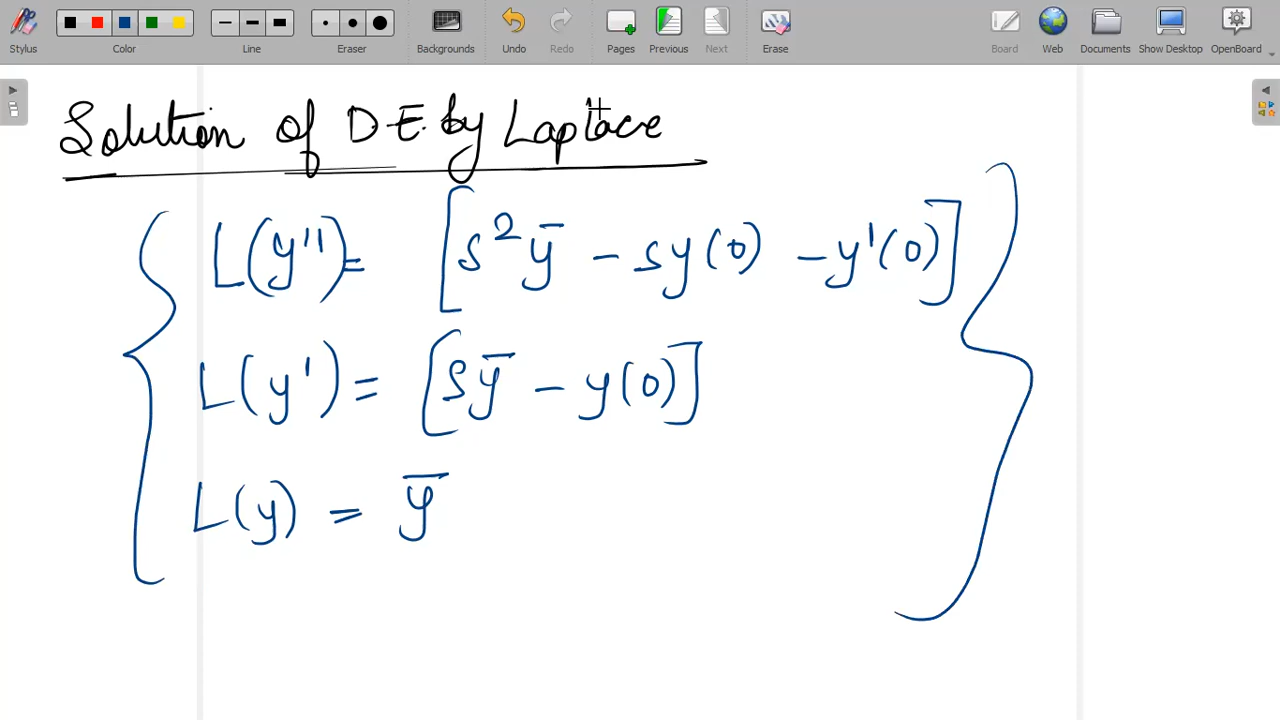 Stylus Color Line Eraser Backgrounds Undo Redo Pages Previous Next Erase Board Web Documents Show Desktop OpenBoard
Solution of D.E. by Laplace
L(y'') = [s²ȳ - sy(0) - y'(0)]
L(y') = [sȳ - y(0)]
L(y) = ȳ